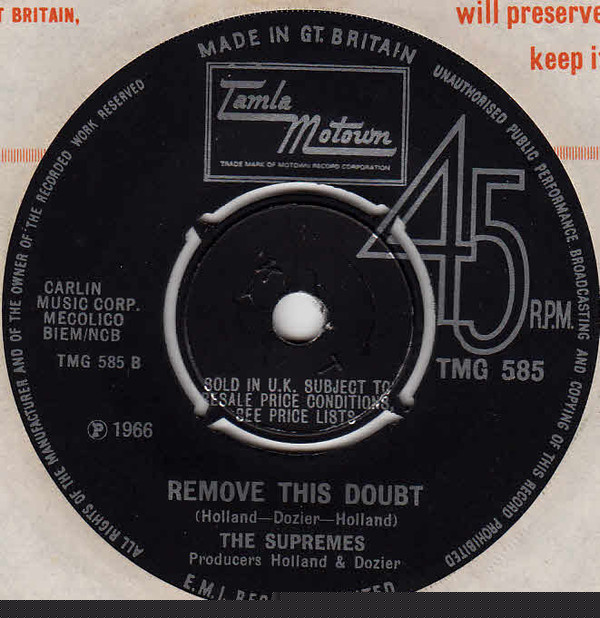 T BRITAIN,
will preserve
keep i
MADE IN GT. BRITAIN
UNAUTHORISED PUBLIC PERFORMANCE BROADCASTING AND COPYING OF THIS RECORD PROHIBITED
ALL RIGHTS OF THE MANUFACTURER AND OF THE OWNER OF THE RECORDED WORK RESERVED
Tamla
Motown
TRADE MARK OF MOTOWN RECORD CORPORATION
45
R.P.M.
CARLIN
MUSIC CORP.
MECOLICO
BIEM/NCB
TMG 585 B
TMG 585
SOLD IN U.K. SUBJECT TO
RESALE PRICE CONDITIONS,
SEE PRICE LISTS
Ⓟ 1966
REMOVE THIS DOUBT
(Holland—Dozier—Holland)
THE SUPREMES
Producers Holland & Dozier
E.M.I.